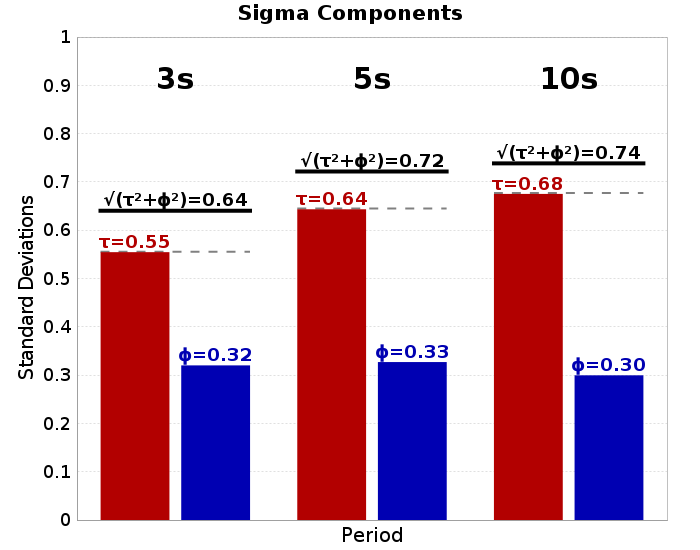 Sigma Components
1
0.9
0.8
0.7
0.6
0.5
0.4
0.3
0.2
0.1
0
Standard Deviations
3s
5s
10s
√(τ²+ϕ²)=0.64
√(τ²+ϕ²)=0.72
√(τ²+ϕ²)=0.74
τ=0.55
τ=0.64
τ=0.68
ϕ=0.32
ϕ=0.33
ϕ=0.30
Period